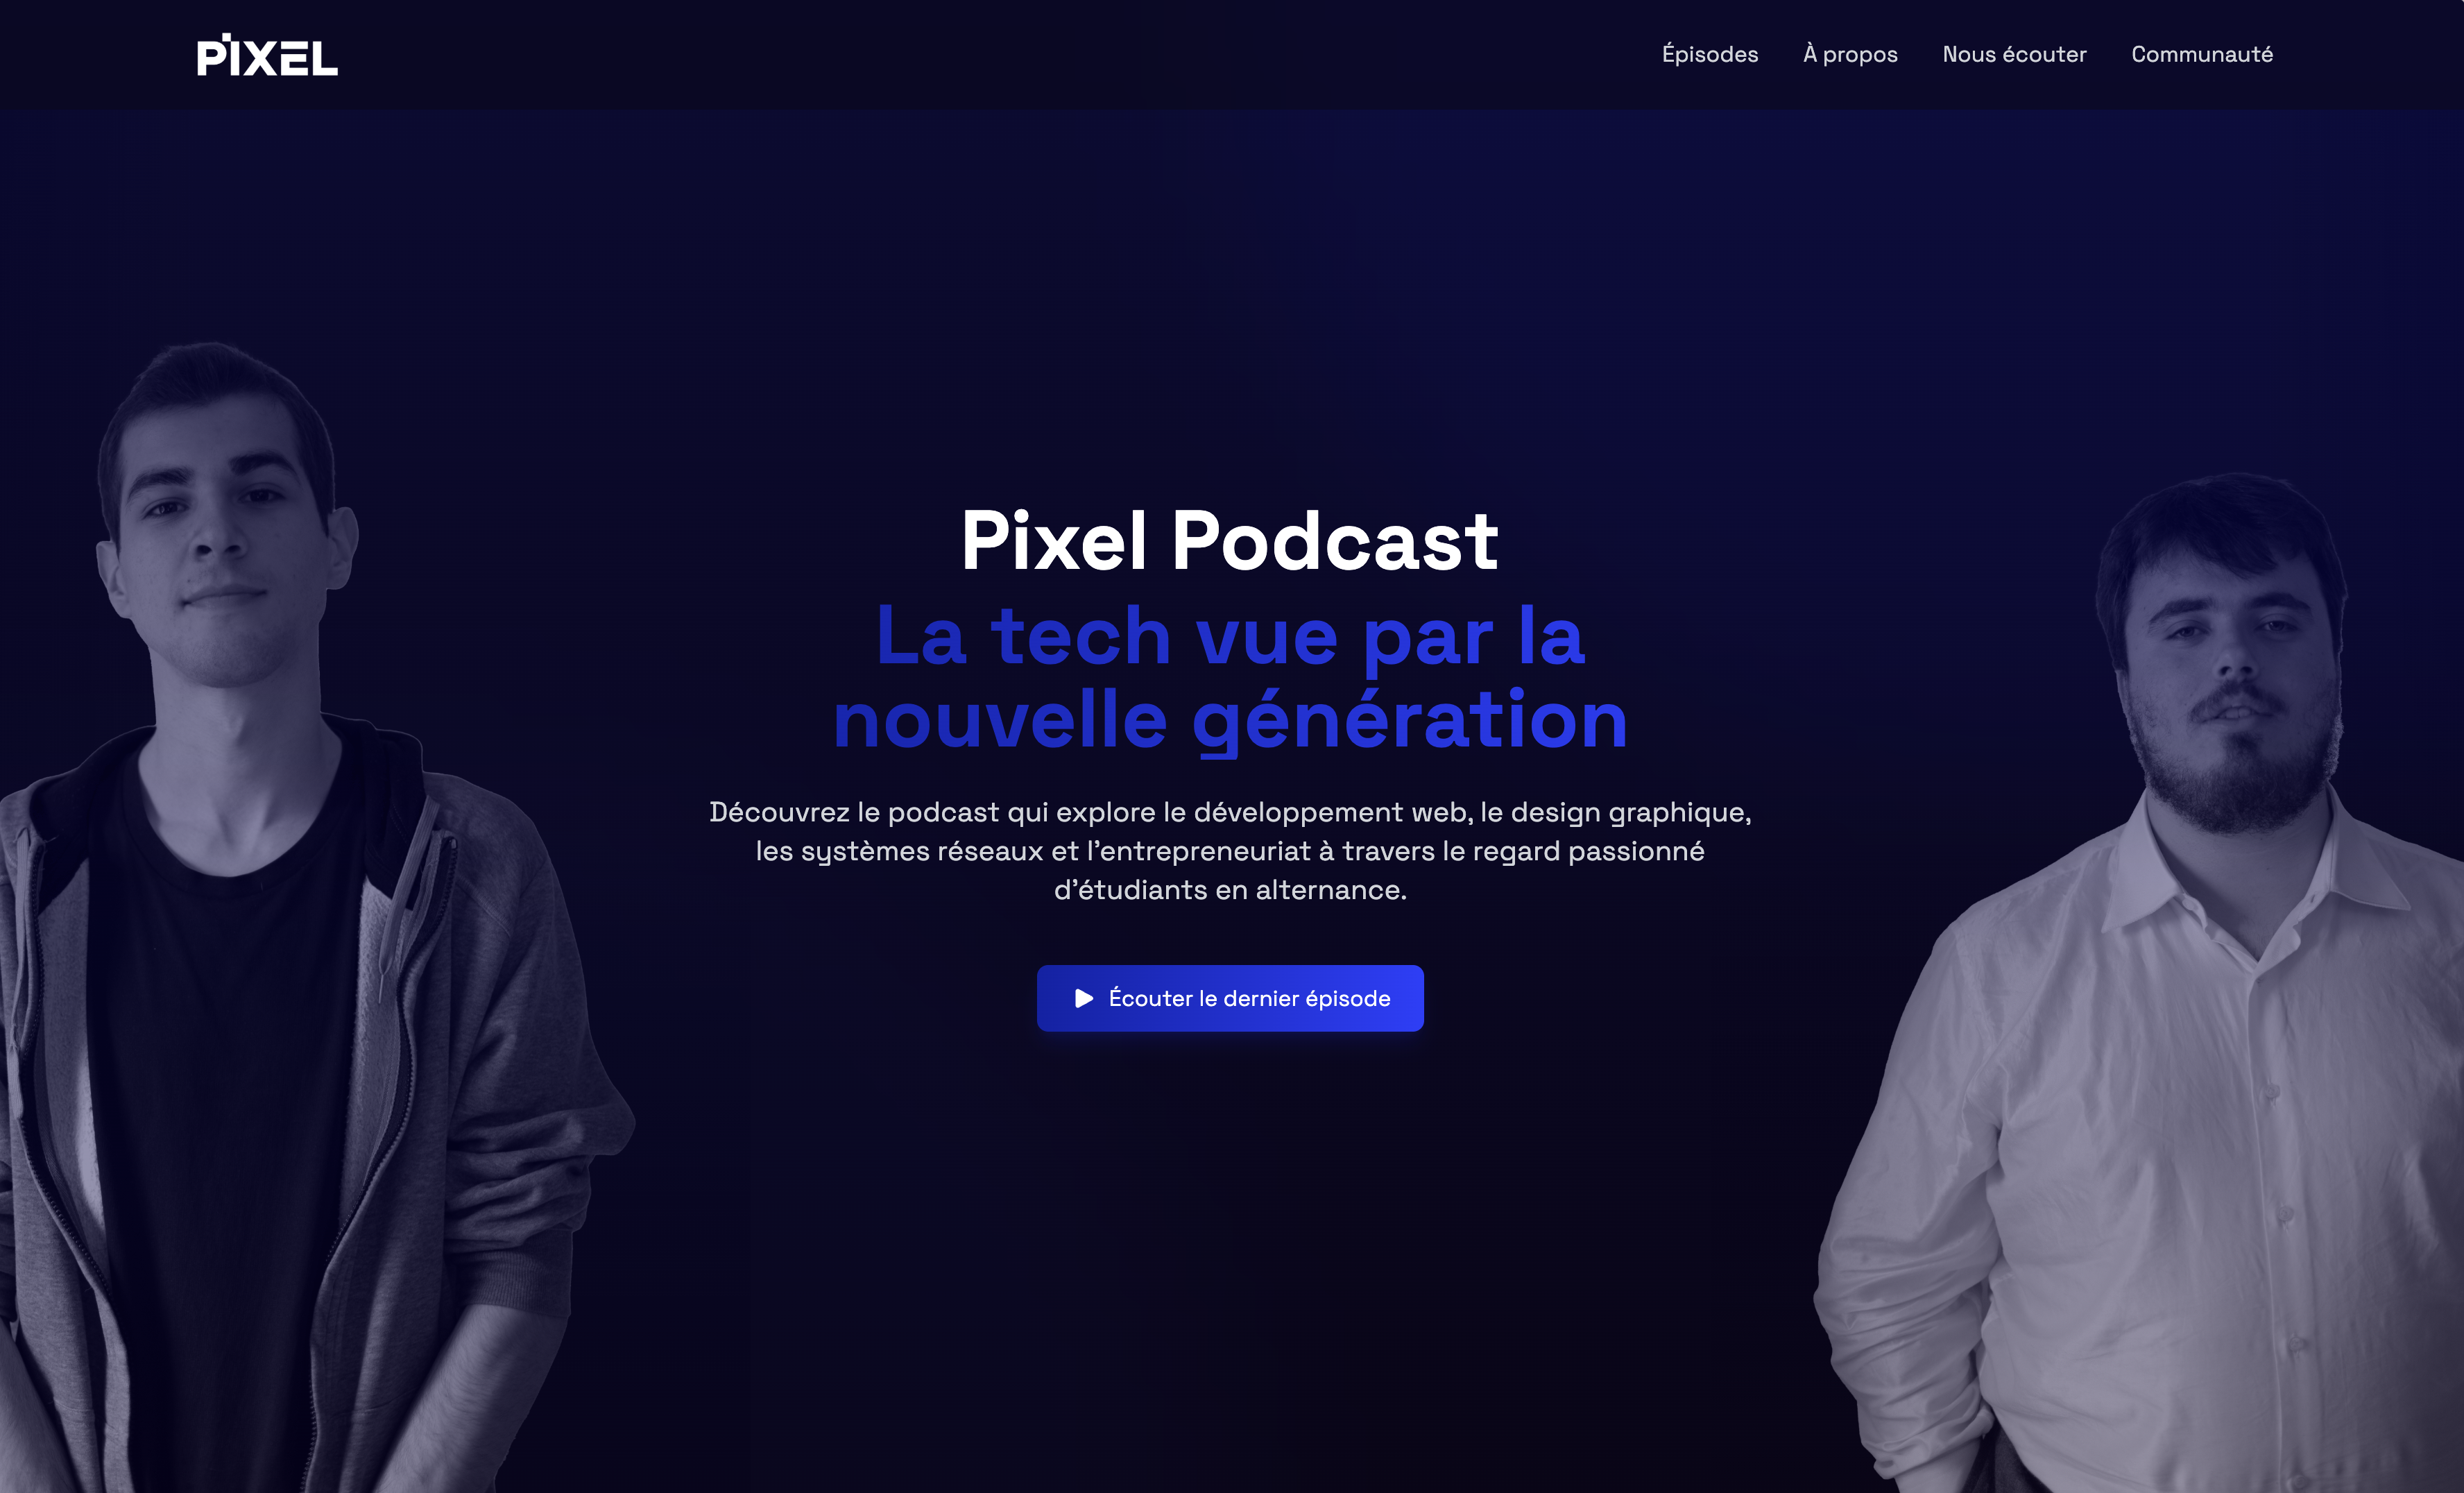 PiXEL
Épisodes À propos Nous écouter Communauté
Pixel Podcast
La tech vue par la
nouvelle génération
Découvrez le podcast qui explore le développement web, le design graphique,
les systèmes réseaux et l’entrepreneuriat à travers le regard passionné
d’étudiants en alternance.
Écouter le dernier épisode